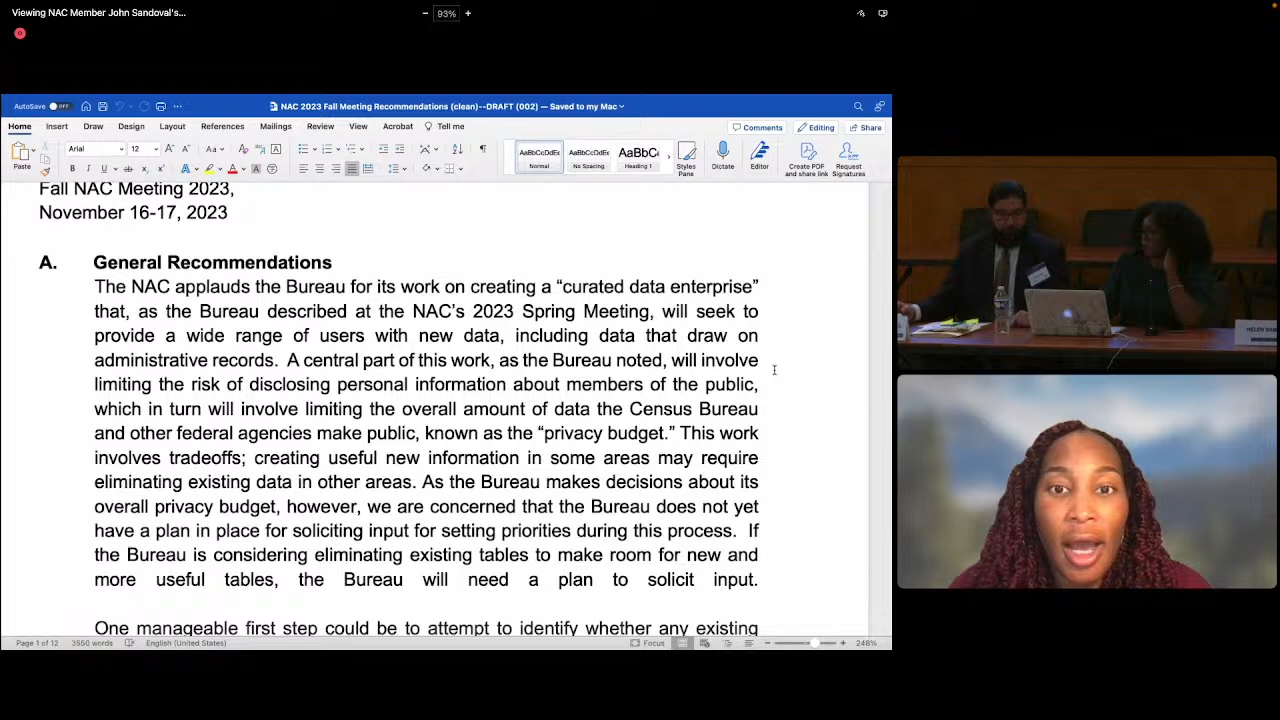 Viewing NAC Member John Sandoval's...
93%
AutoSave OFF
NAC 2023 Fall Meeting Recommendations (clean)--DRAFT (002) — Saved to my Mac
Home Insert Draw Design Layout References Mailings Review View Acrobat Tell me
Comments Editing Share
Paste
Arial 12
AaBbCcDdEe AaBbCcDdEe AaBbC
Normal No Spacing Heading 1
Styles Pane
Dictate
Editor
Create PDF and share link
Request Signatures
Fall NAC Meeting 2023,
November 16-17, 2023
A. General Recommendations
The NAC applauds the Bureau for its work on creating a “curated data enterprise”
that, as the Bureau described at the NAC’s 2023 Spring Meeting, will seek to
provide a wide range of users with new data, including data that draw on
administrative records. A central part of this work, as the Bureau noted, will involve
limiting the risk of disclosing personal information about members of the public,
which in turn will involve limiting the overall amount of data the Census Bureau
and other federal agencies make public, known as the “privacy budget.” This work
involves tradeoffs; creating useful new information in some areas may require
eliminating existing data in other areas. As the Bureau makes decisions about its
overall privacy budget, however, we are concerned that the Bureau does not yet
have a plan in place for soliciting input for setting priorities during this process. If
the Bureau is considering eliminating existing tables to make room for new and
more useful tables, the Bureau will need a plan to solicit input.
One manageable first step could be to attempt to identify whether any existing
Page 1 of 12 3550 words English (United States) Focus 246%